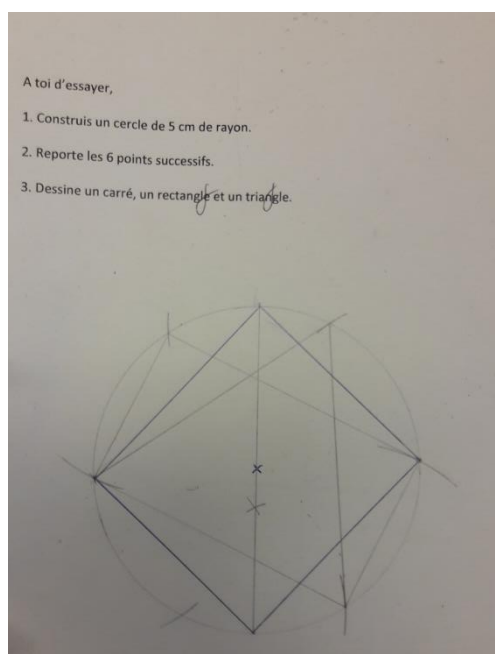 A toi d'essayer,
1. Construis un cercle de 5 cm de rayon.
2. Reporte les 6 points successifs.
3. Dessine un carré, un rectangle et un triangle.